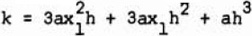 k = 3ax₁²h + 3ax₁h² + ah³